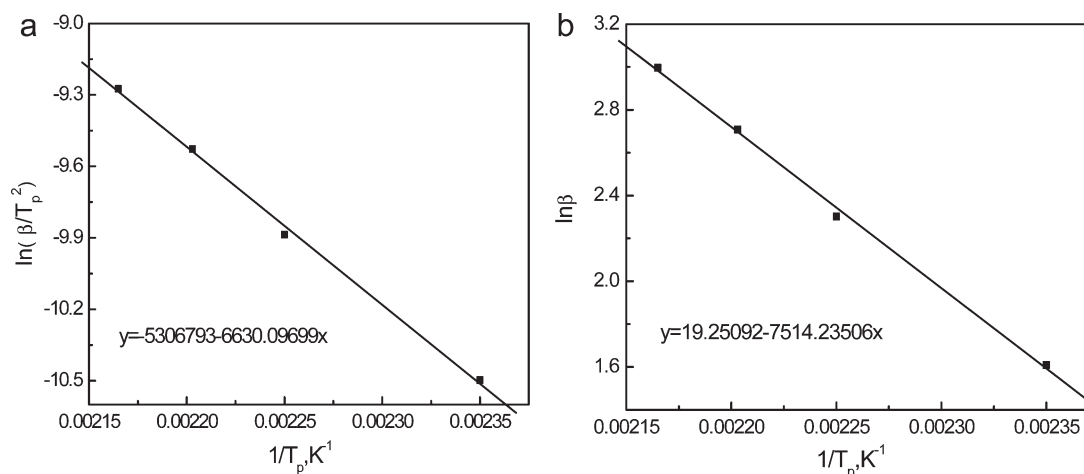 a
-9.0
-9.3
-9.6
-9.9
-10.2
-10.5
ln( β/Tp²)
y=-5306793-6630.09699x
0.00215 0.00220 0.00225 0.00230 0.00235
1/Tp,K⁻¹
b
3.2
2.8
2.4
2.0
1.6
lnβ
y=19.25092-7514.23506x
0.00215 0.00220 0.00225 0.00230 0.00235
1/Tp,K⁻¹